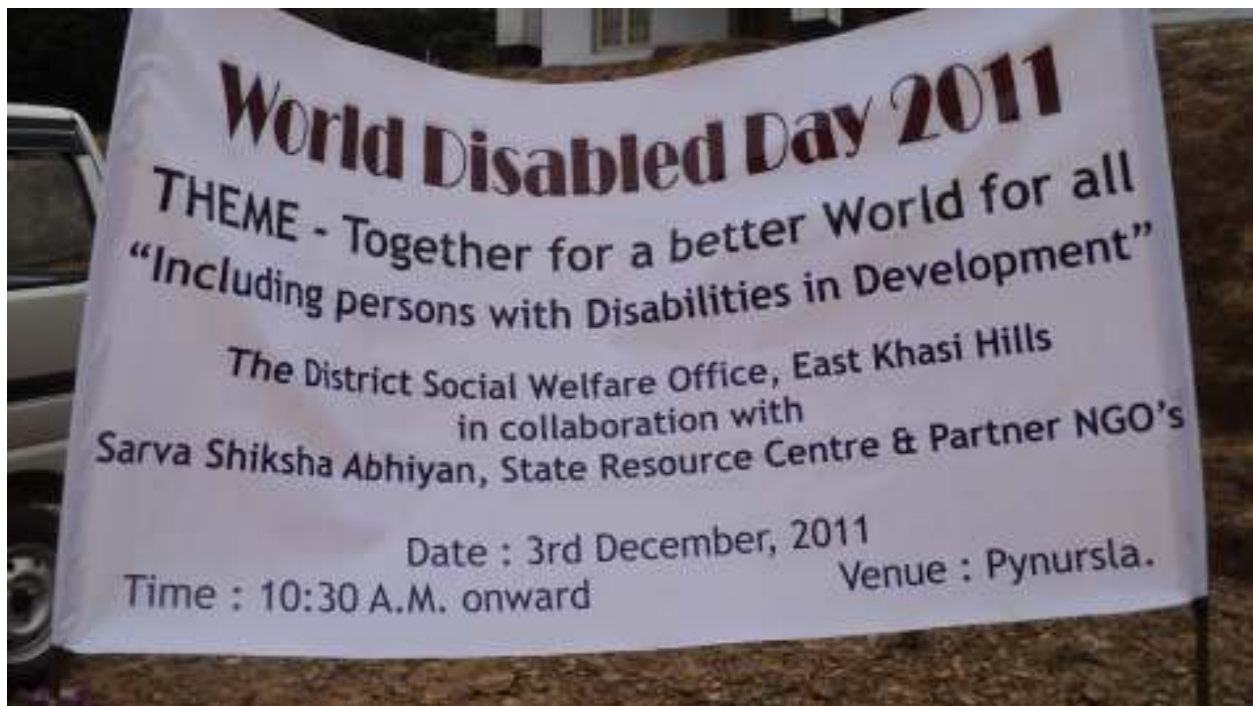 World Disabled Day 2011
THEME - Together for a better World for all
“Including persons with Disabilities in Development”
The District Social Welfare Office, East Khasi Hills
in collaboration with
Sarva Shiksha Abhiyan, State Resource Centre & Partner NGO’s
Date : 3rd December, 2011
Time : 10:30 A.M. onward Venue : Pynursla.